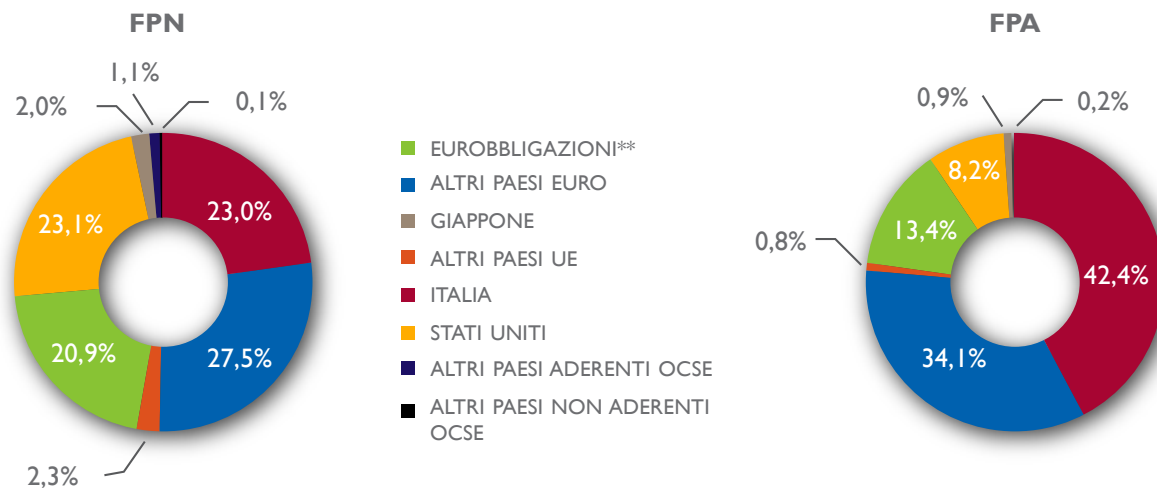 FPN
1,1%
2,0%
0,1%
23,1%
23,0%
20,9%
27,5%
2,3%
EUROBBLIGAZIONI**
ALTRI PAESI EURO
GIAPPONE
ALTRI PAESI UE
ITALIA
STATI UNITI
ALTRI PAESI ADERENTI OCSE
ALTRI PAESI NON ADERENTI
OCSE
FPA
0,9%
0,2%
8,2%
13,4%
0,8%
42,4%
34,1%